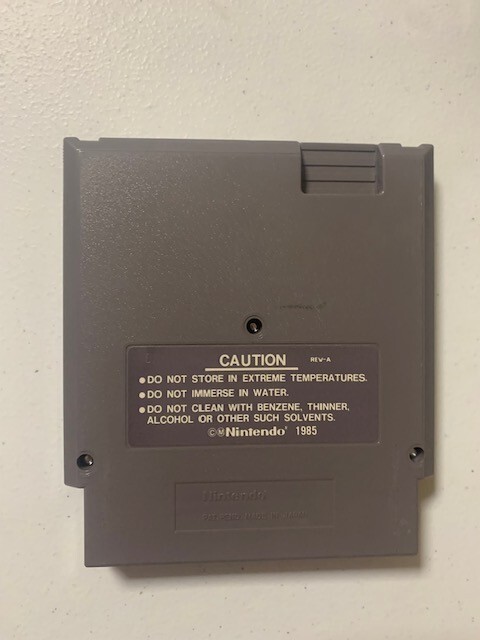 CAUTION REV-A
●DO NOT STORE IN EXTREME TEMPERATURES.
●DO NOT IMMERSE IN WATER.
●DO NOT CLEAN WITH BENZENE, THINNER,
ALCOHOL OR OTHER SUCH SOLVENTS.
©Ⓜ Nintendo® 1985
Nintendo